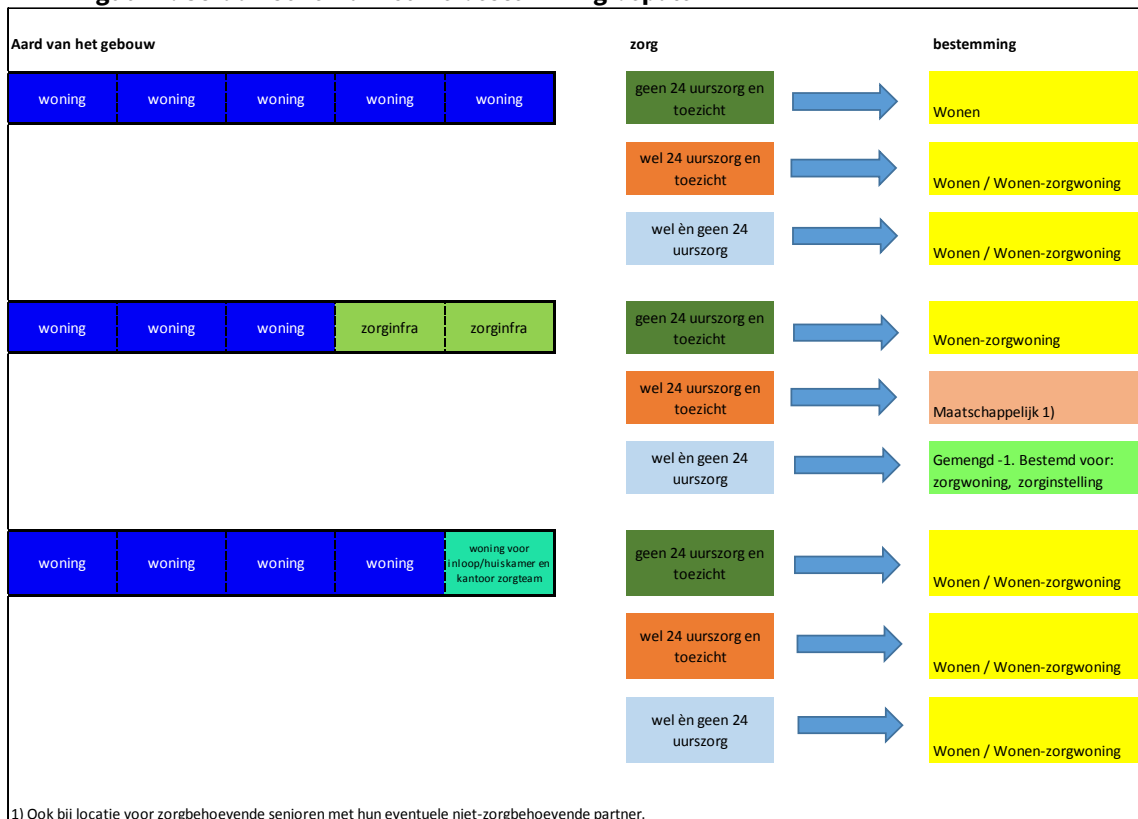 Aard van het gebouw
zorg
bestemming
woning
woning
woning
woning
woning
geen 24 uurszorg en
toezicht
Wonen
wel 24 uurszorg en
toezicht
Wonen / Wonen-zorgwoning
wel èn geen 24
uurszorg
Wonen / Wonen-zorgwoning
woning
woning
woning
zorginfra
zorginfra
geen 24 uurszorg en
toezicht
Wonen-zorgwoning
wel 24 uurszorg en
toezicht
Maatschappelijk 1)
wel èn geen 24
uurszorg
Gemengd -1. Bestemd voor:
zorgwoning, zorginstelling
woning
woning
woning
woning
woning voor
inloop/huiskamer en
kantoor zorgteam
geen 24 uurszorg en
toezicht
Wonen / Wonen-zorgwoning
wel 24 uurszorg en
toezicht
Wonen / Wonen-zorgwoning
wel èn geen 24
uurszorg
Wonen / Wonen-zorgwoning
1) Ook bij locatie voor zorgbehoevende senioren met hun eventuele niet-zorgbehoevende partner.